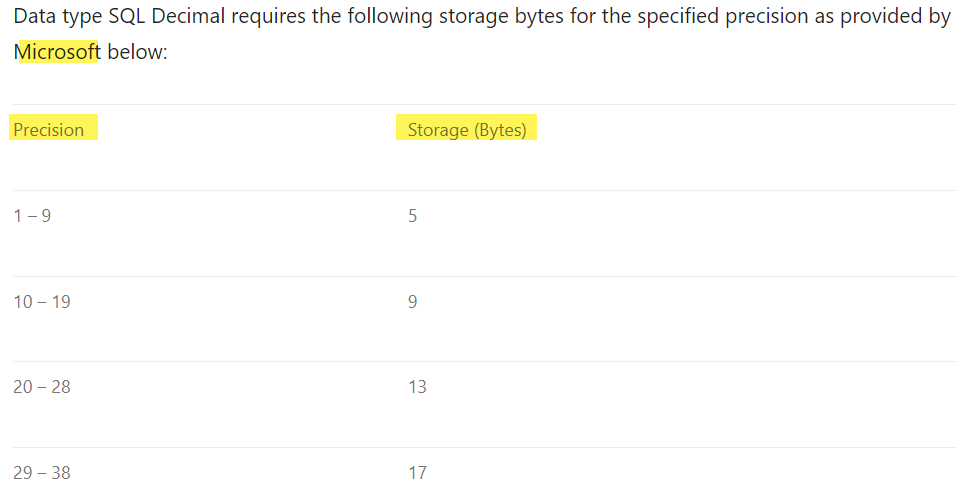 Data type SQL Decimal requires the following storage bytes for the specified precision as provided by
Microsoft below:
Precision Storage (Bytes)
1 – 9 5
10 – 19 9
20 – 28 13
29 – 38 17